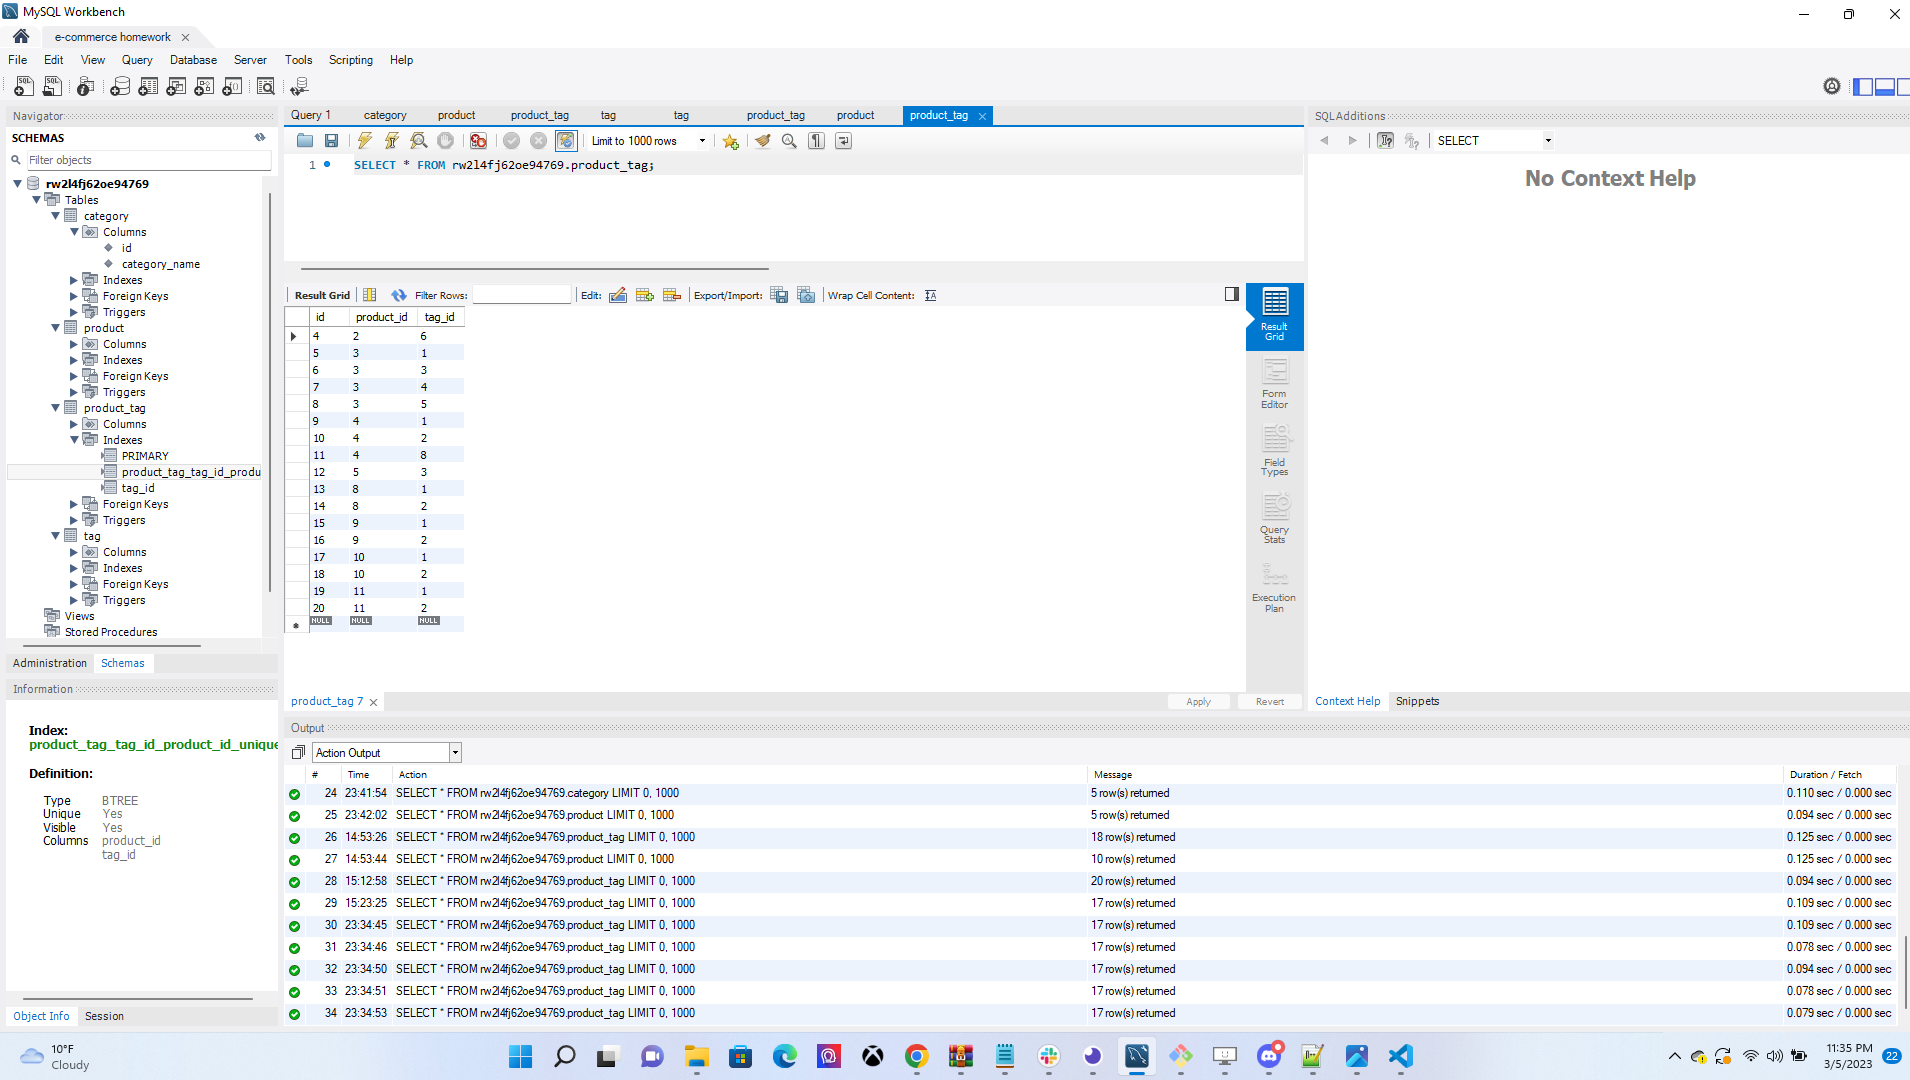 MySQL Workbench
e-commerce homework
File Edit View Query Database Server Tools Scripting Help
Navigator
SCHEMAS
Filter objects
rw2l4fj62oe94769
Tables
category
Columns
id
category_name
Indexes
Foreign Keys
Triggers
product
Columns
Indexes
Foreign Keys
Triggers
product_tag
Columns
Indexes
PRIMARY
product_tag_tag_id_produ
tag_id
Foreign Keys
Triggers
tag
Columns
Indexes
Foreign Keys
Triggers
Views
Stored Procedures
Administration Schemas
Information
Index:
product_tag_tag_id_product_id_unique
Definition:
Type BTREE
Unique Yes
Visible Yes
Columns product_id
tag_id
Object Info Session
Query 1 category product product_tag tag tag product_tag product product_tag
Limit to 1000 rows
1 SELECT * FROM rw2l4fj62oe94769.product_tag;
Result Grid Filter Rows: Edit: Export/Import: Wrap Cell Content:
id product_id tag_id
4 2 6
5 3 1
6 3 3
7 3 4
8 3 5
9 4 1
10 4 2
11 4 8
12 5 3
13 8 1
14 8 2
15 9 1
16 9 2
17 10 1
18 10 2
19 11 1
20 11 2
NULL NULL NULL
Result
Grid
Form
Editor
Field
Types
Query
Stats
Execution
Plan
product_tag 7
Apply Revert
SQLAdditions
SELECT
No Context Help
Context Help Snippets
Output
Action Output
# Time Action Message Duration / Fetch
24 23:41:54 SELECT * FROM rw2l4fj62oe94769.category LIMIT 0, 1000 5 row(s) returned 0.110 sec / 0.000 sec
25 23:42:02 SELECT * FROM rw2l4fj62oe94769.product LIMIT 0, 1000 5 row(s) returned 0.094 sec / 0.000 sec
26 14:53:26 SELECT * FROM rw2l4fj62oe94769.product_tag LIMIT 0, 1000 18 row(s) returned 0.125 sec / 0.000 sec
27 14:53:44 SELECT * FROM rw2l4fj62oe94769.product LIMIT 0, 1000 10 row(s) returned 0.125 sec / 0.000 sec
28 15:12:58 SELECT * FROM rw2l4fj62oe94769.product_tag LIMIT 0, 1000 20 row(s) returned 0.094 sec / 0.000 sec
29 15:23:25 SELECT * FROM rw2l4fj62oe94769.product_tag LIMIT 0, 1000 17 row(s) returned 0.109 sec / 0.000 sec
30 23:34:45 SELECT * FROM rw2l4fj62oe94769.product_tag LIMIT 0, 1000 17 row(s) returned 0.109 sec / 0.000 sec
31 23:34:46 SELECT * FROM rw2l4fj62oe94769.product_tag LIMIT 0, 1000 17 row(s) returned 0.078 sec / 0.000 sec
32 23:34:50 SELECT * FROM rw2l4fj62oe94769.product_tag LIMIT 0, 1000 17 row(s) returned 0.094 sec / 0.000 sec
33 23:34:51 SELECT * FROM rw2l4fj62oe94769.product_tag LIMIT 0, 1000 17 row(s) returned 0.078 sec / 0.000 sec
34 23:34:53 SELECT * FROM rw2l4fj62oe94769.product_tag LIMIT 0, 1000 17 row(s) returned 0.079 sec / 0.000 sec
10°F
Cloudy
11:35 PM
3/5/2023
22